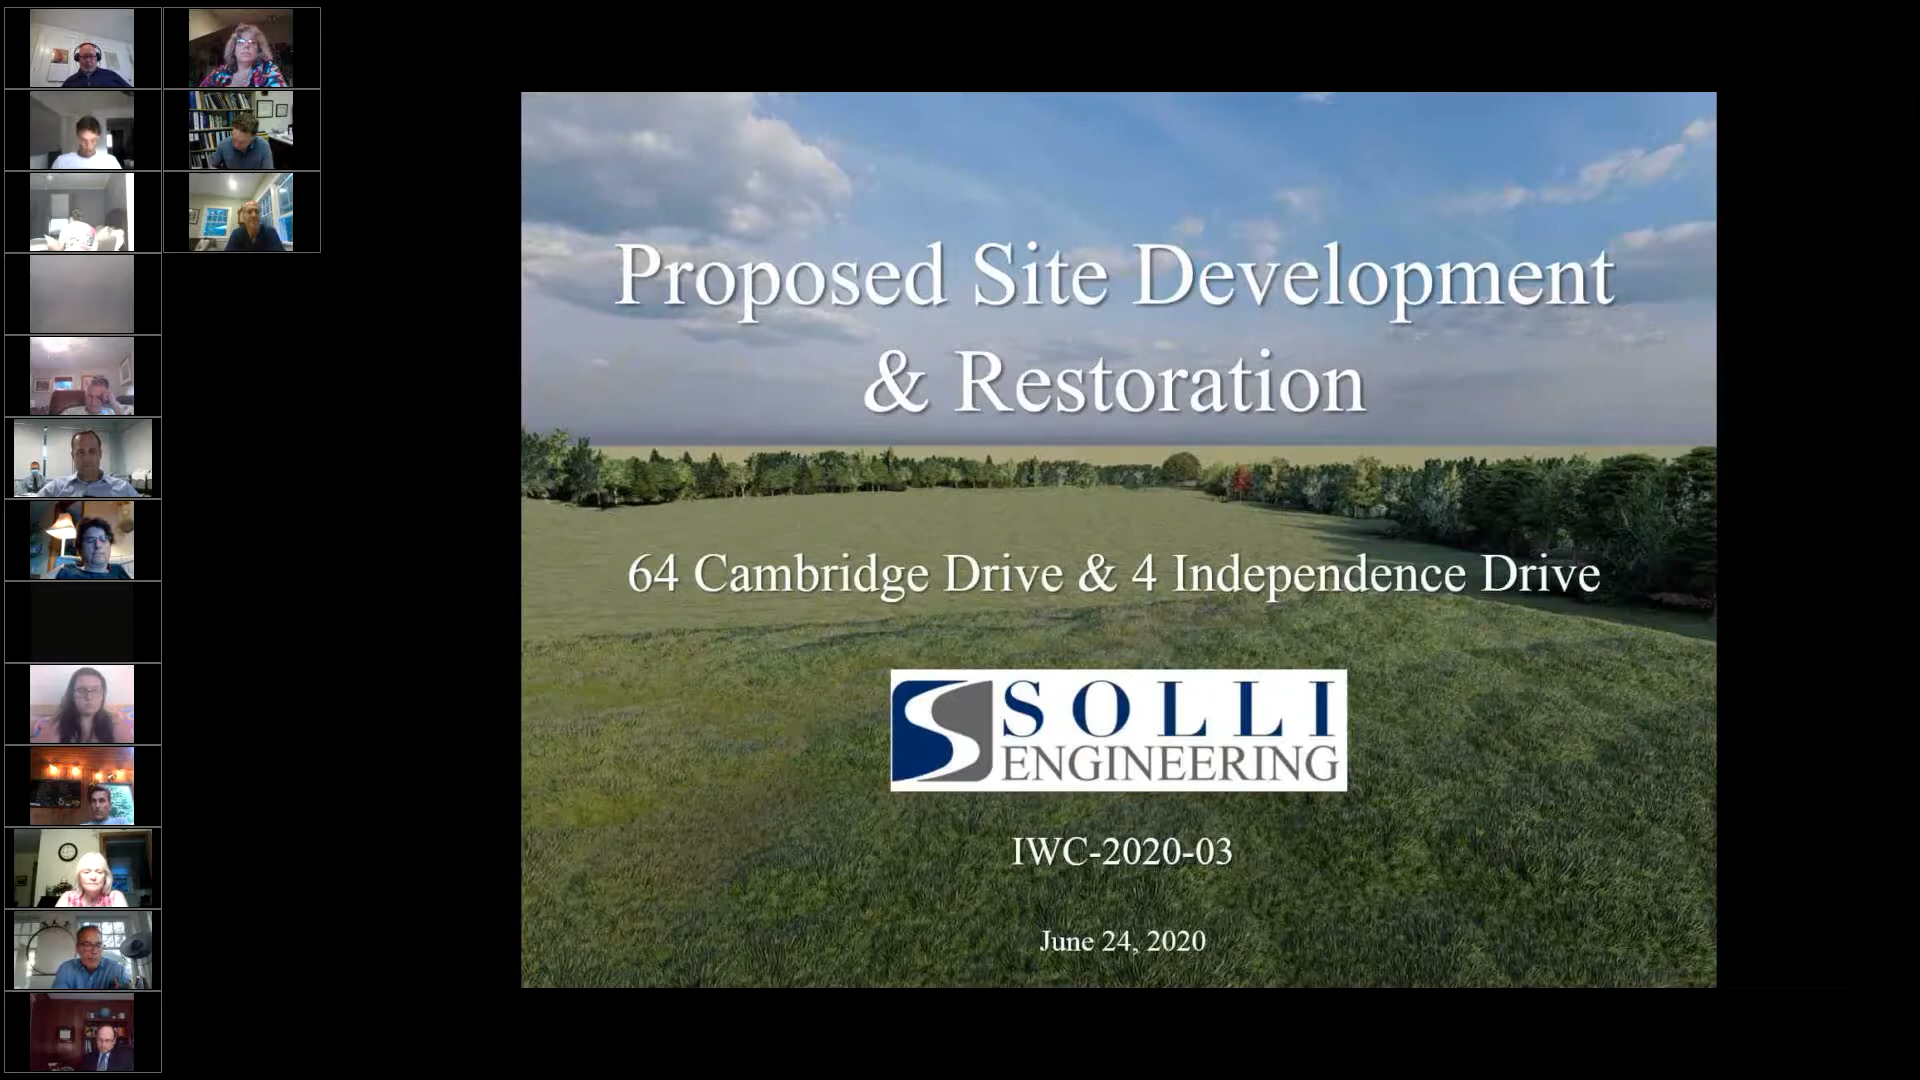 Proposed Site Development
& Restoration
64 Cambridge Drive & 4 Independence Drive
SOLLI
ENGINEERING
IWC-2020-03
June 24, 2020